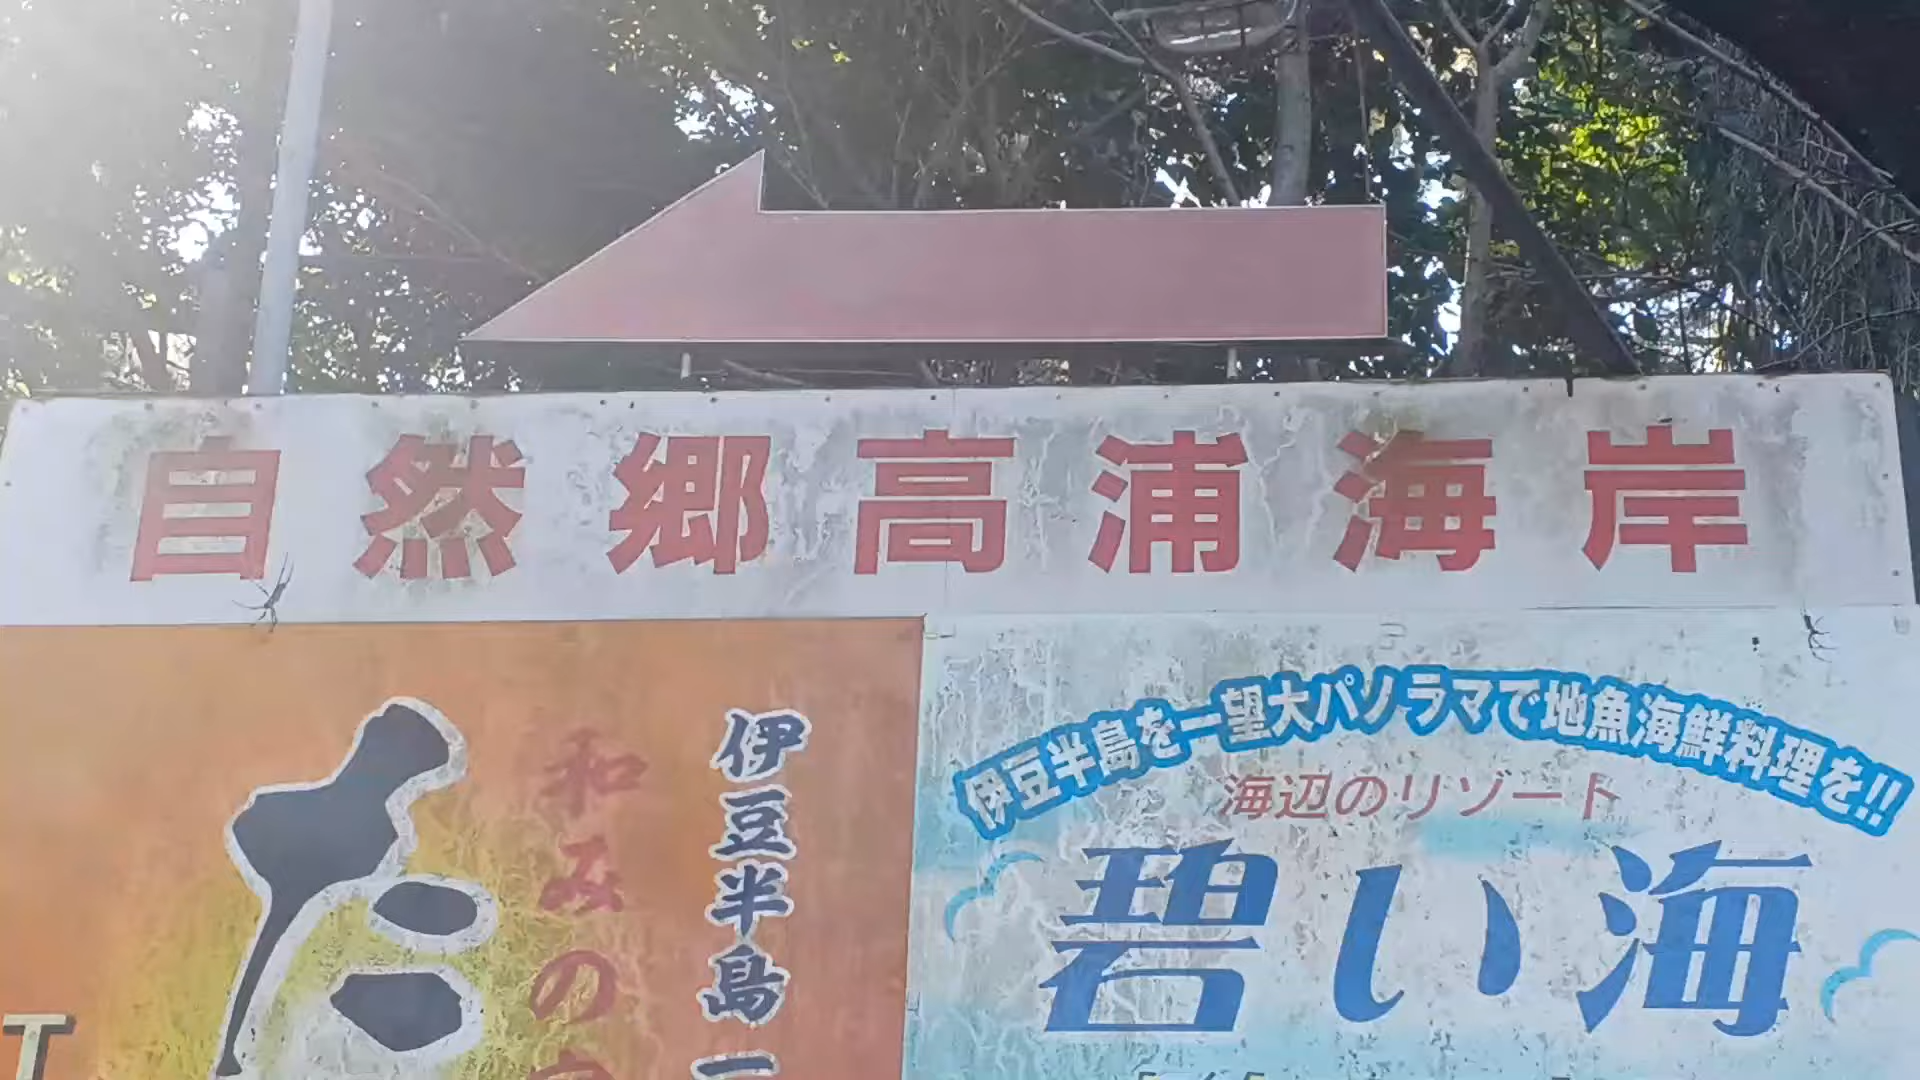 自然郷高浦海岸
伊豆半島一
和みの
た
伊豆半島を一望大パノラマで地魚海鮮料理を!!
海辺のリゾート
碧い海